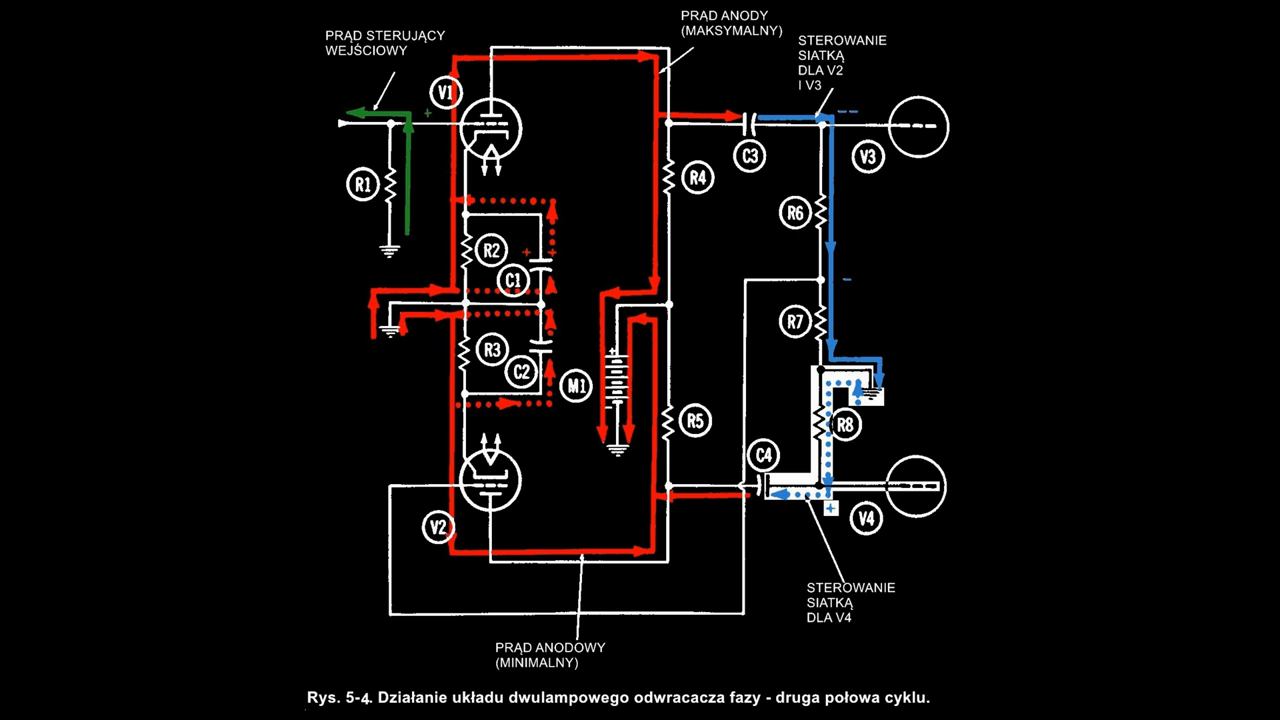 PRĄD STERUJĄCY
WEJŚCIOWY
PRĄD ANODY
(MAKSYMALNY)
STEROWANIE
SIATKĄ
DLA V2
I V3
V1
+
--
C3
V3
R1
R4
R6
R2
+ +
C1
-
R7
R3
C2
M1
+
-
R5
R8
C4
V2
+
V4
STEROWANIE
SIATKĄ
DLA V4
PRĄD ANODOWY
(MINIMALNY)
Rys. 5-4. Działanie układu dwulampowego odwracacza fazy - druga połowa cyklu.